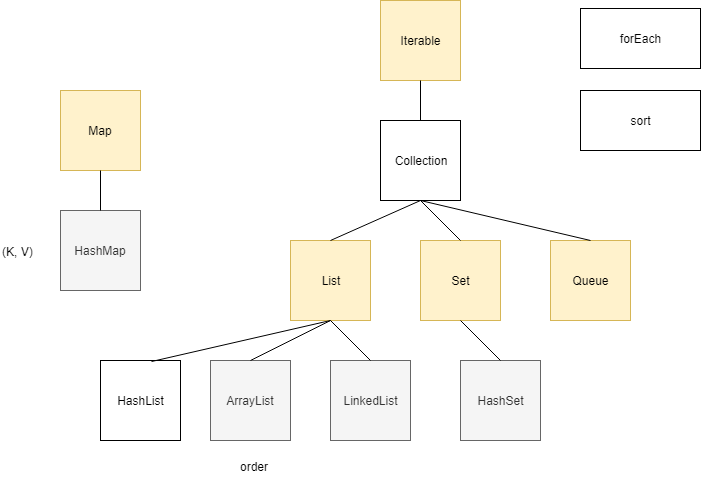 Iterable
forEach
Map
sort
Collection
(K, V)
HashMap
List
Set
Queue
HashList
ArrayList
LinkedList
HashSet
order